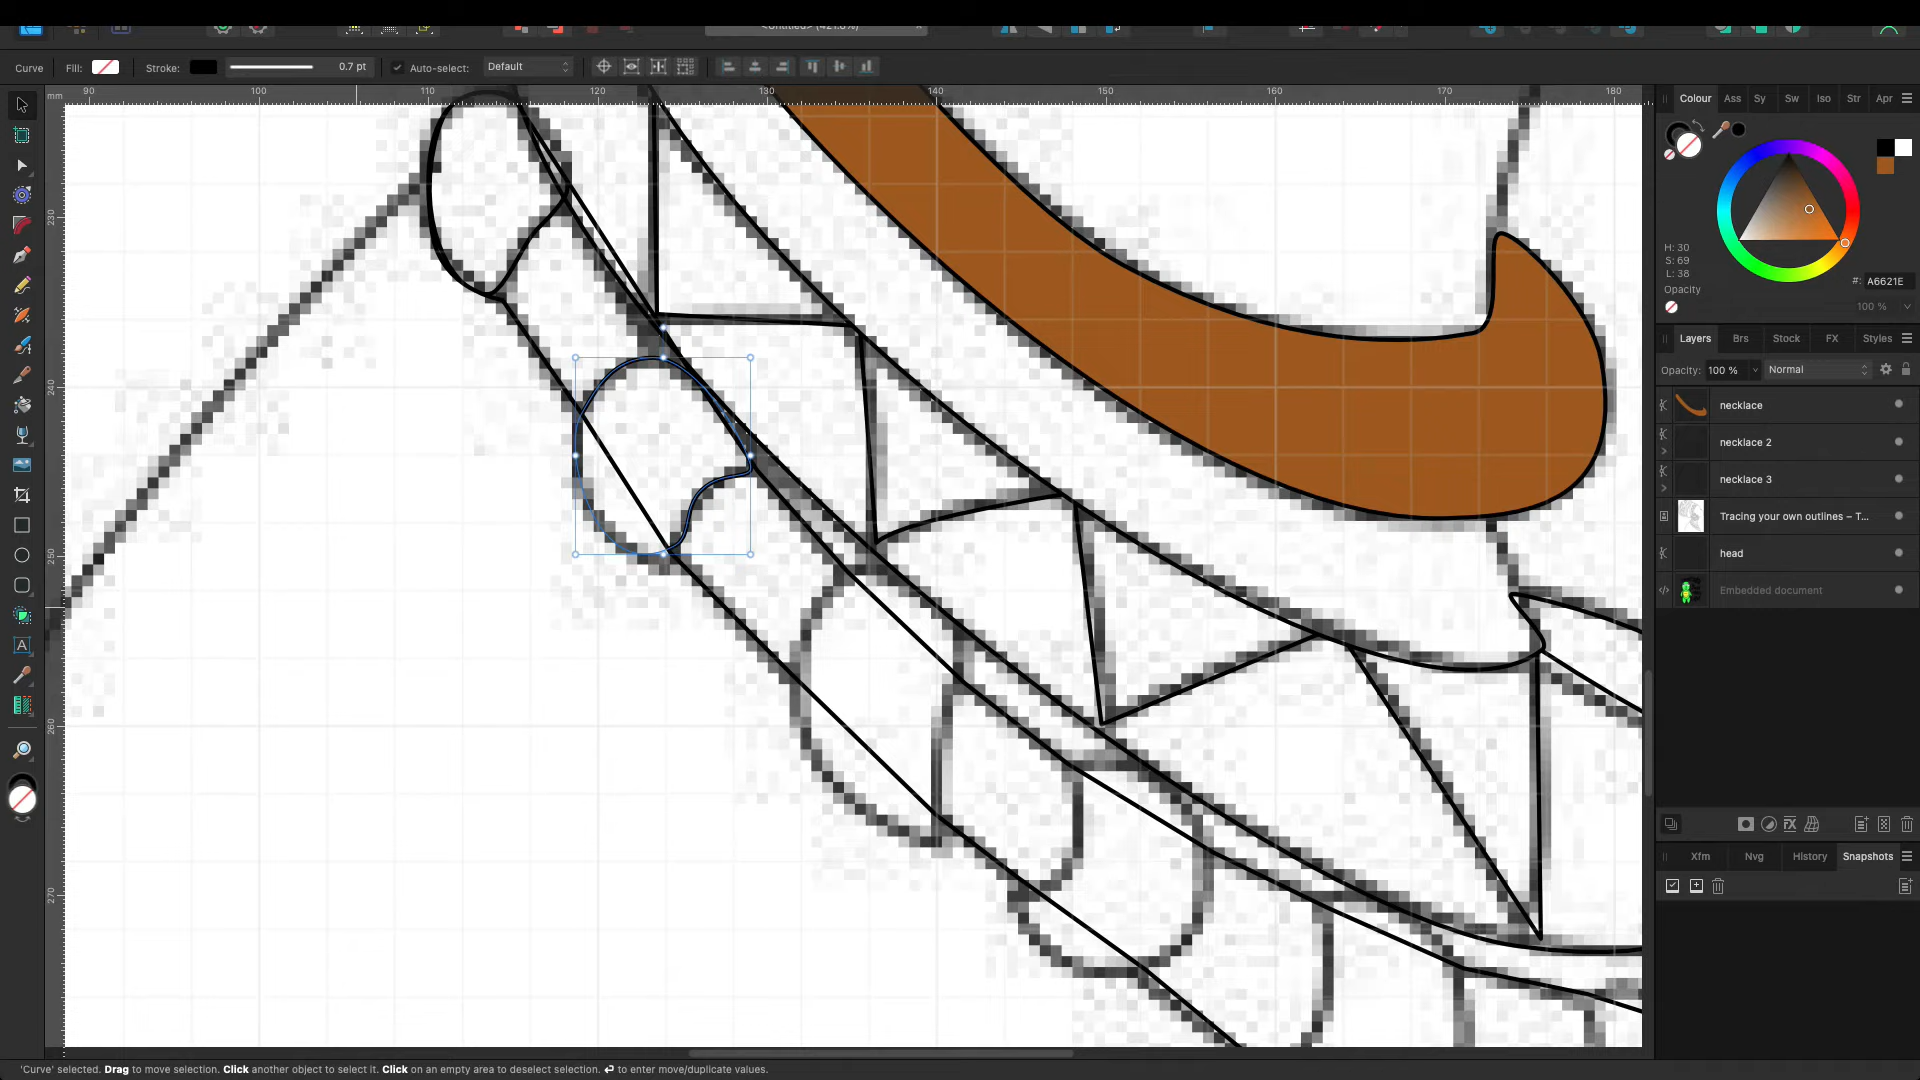 <Untitled> (421.8%)
Curve Fill: Stroke: 0.7 pt Auto-select: Default
mm 90 100 110 120 130 140 150 160 170 180
230
240
250
260
270
Colour Ass Sy Sw Iso Str Apr
H: 30
S: 69
L: 38
#: A6621E
Opacity
100 %
Layers Brs Stock FX Styles
Opacity: 100 % Normal
necklace
necklace 2
necklace 3
Tracing your own outlines – T...
head
Embedded document
Xfm Nvg History Snapshots
'Curve' selected. Drag to move selection. Click another object to select it. Click on an empty area to deselect selection. ↵ to enter move/duplicate values.